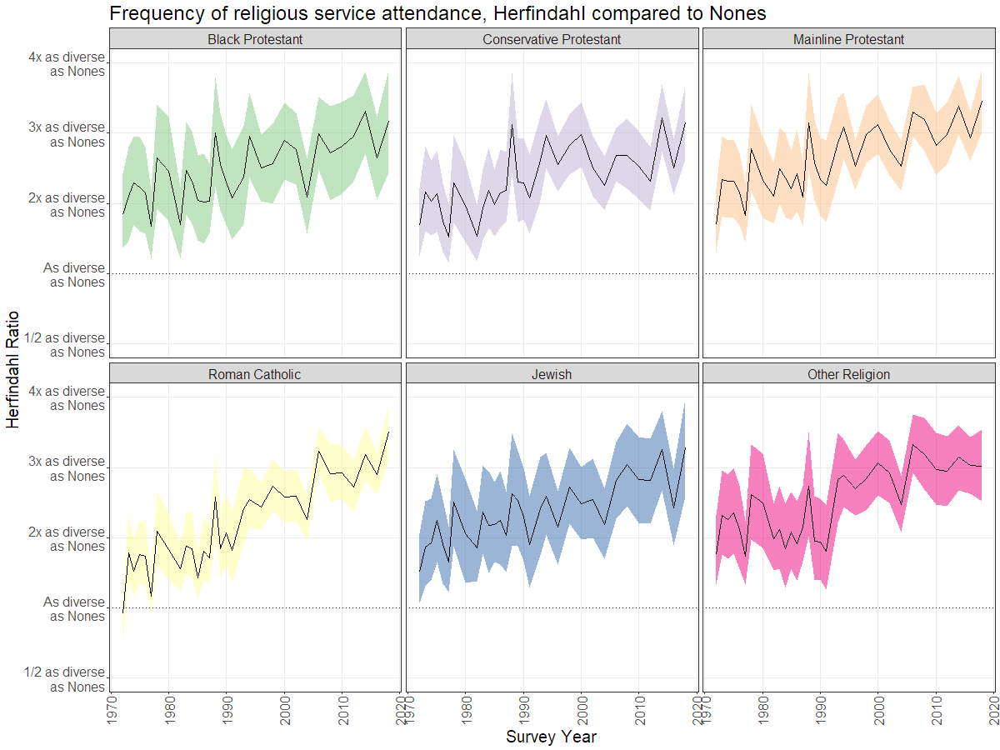 Frequency of religious service attendance, Herfindahl compared to Nones
Black Protestant
Conservative Protestant
Mainline Protestant
4x as diverse
as Nones
3x as diverse
as Nones
2x as diverse
as Nones
As diverse
as Nones
1/2 as diverse
as Nones
Herfindahl Ratio
Roman Catholic
Jewish
Other Religion
4x as diverse
as Nones
3x as diverse
as Nones
2x as diverse
as Nones
As diverse
as Nones
1/2 as diverse
as Nones
1970
1980
1990
2000
2010
2020
1970
1980
1990
2000
2010
2020
1970
1980
1990
2000
2010
2020
Survey Year